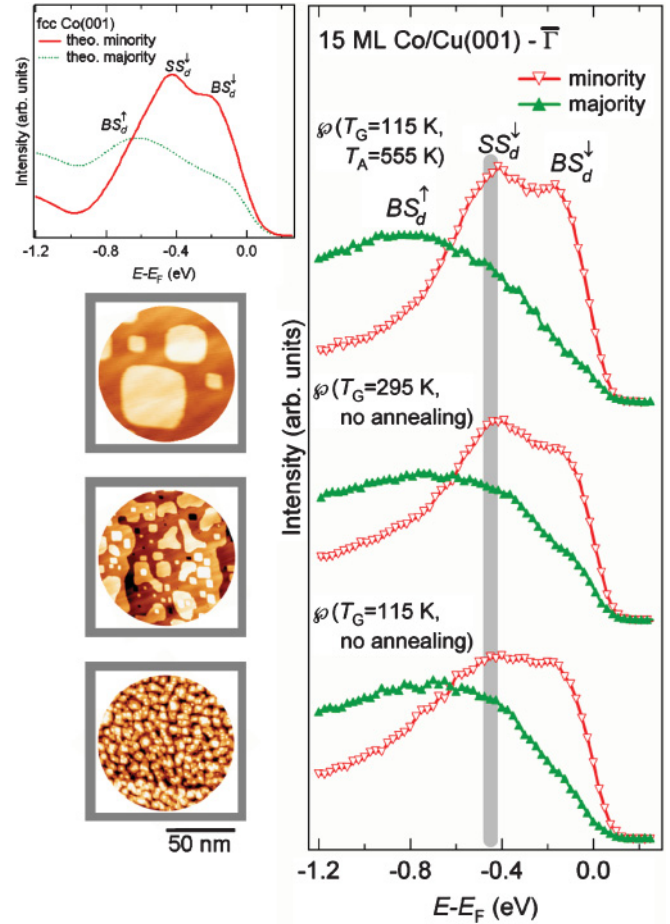 fcc Co(001)
theo. minority
theo. majority
SS_d^↓
BS_d^↓
BS_d^↑
Intensity (arb. units)
-1.2 -0.8 -0.4 0.0
E-E_F (eV)
50 nm
15 ML Co/Cu(001) - Γ̅
minority
majority
℘(T_G=115 K,
T_A=555 K)
SS_d^↓
BS_d^↓
BS_d^↑
℘(T_G=295 K,
no annealing)
℘(T_G=115 K,
no annealing)
Intensity (arb. units)
-1.2 -0.8 -0.4 0.0
E-E_F (eV)